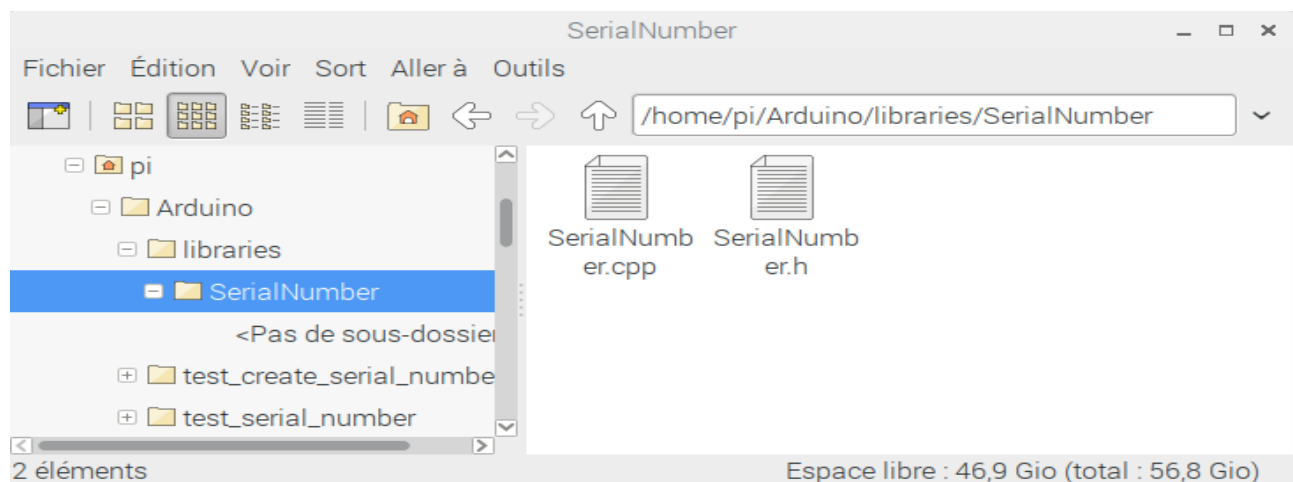 SerialNumber
Fichier Édition Voir Sort Aller à Outils
/home/pi/Arduino/libraries/SerialNumber
pi
Arduino
libraries
SerialNumber
<Pas de sous-dossier
test_create_serial_numbe
test_serial_number
SerialNumb
er.cpp
SerialNumb
er.h
2 éléments
Espace libre : 46,9 Gio (total : 56,8 Gio)